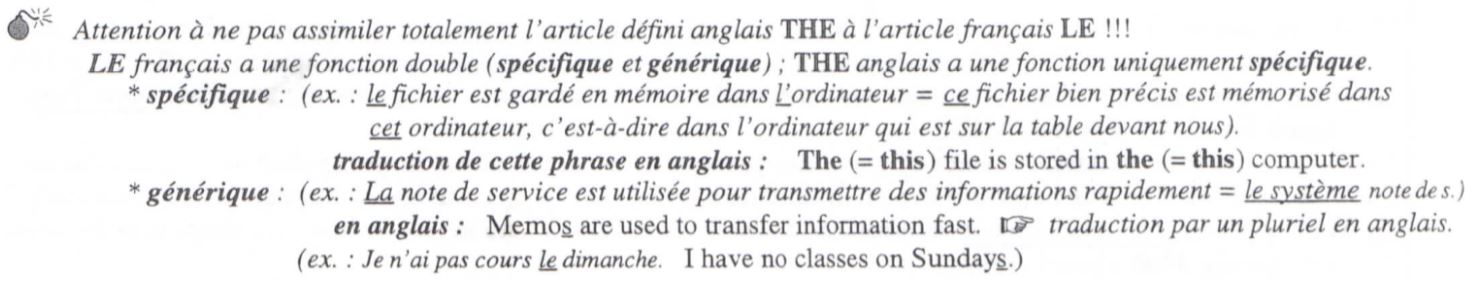 Attention à ne pas assimiler totalement l'article défini anglais THE à l'article français LE !!!
LE français a une fonction double (spécifique et générique) ; THE anglais a une fonction uniquement spécifique.
* spécifique : (ex. : le fichier est gardé en mémoire dans l'ordinateur = ce fichier bien précis est mémorisé dans
cet ordinateur, c'est-à-dire dans l'ordinateur qui est sur la table devant nous).
traduction de cette phrase en anglais : The (= this) file is stored in the (= this) computer.
* générique : (ex. : La note de service est utilisée pour transmettre des informations rapidement = le système note de s.)
en anglais : Memos are used to transfer information fast. ☞ traduction par un pluriel en anglais.
(ex. : Je n'ai pas cours le dimanche. I have no classes on Sundays.)